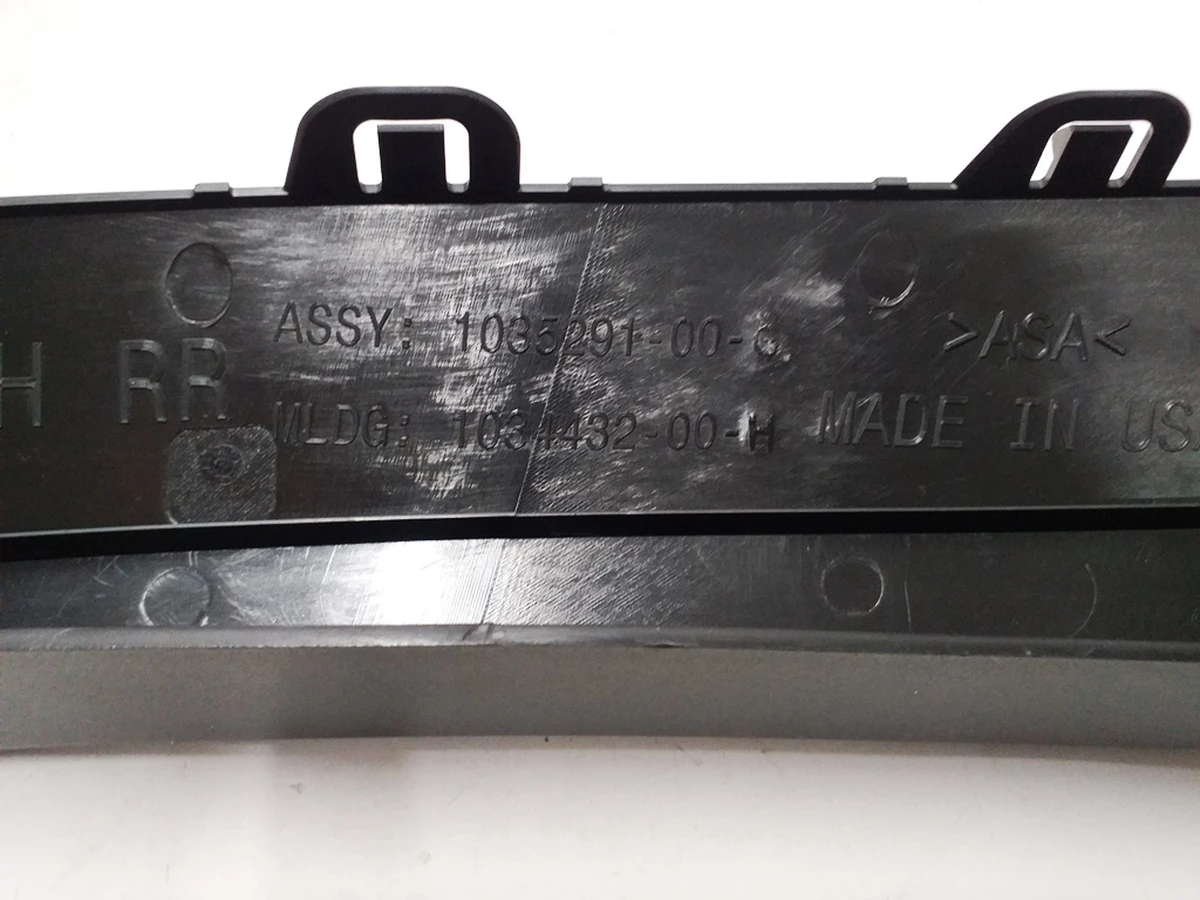 H RR
ASSY: 1035291-00-C
MLDG: 1034432-00-H
>ASA<
MADE IN US